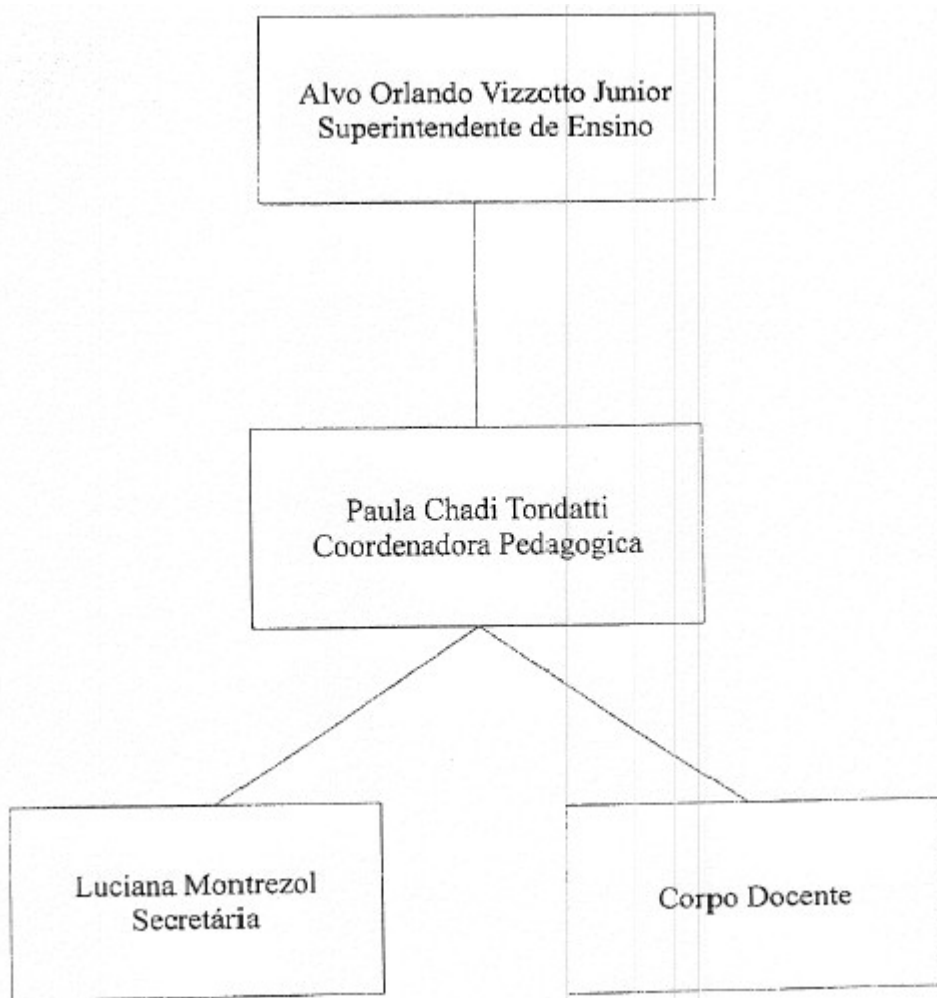 Alvo Orlando Vizzotto Junior
Superintendente de Ensino
Paula Chadi Tondatti
Coordenadora Pedagogica
Luciana Montrezol
Secretária
Corpo Docente